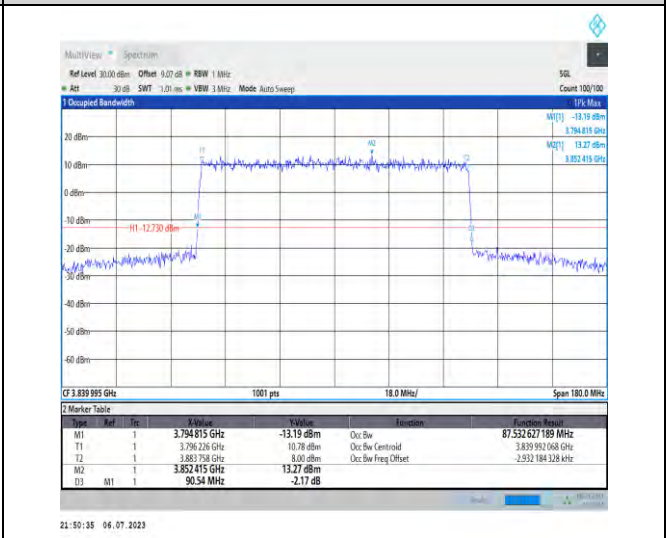 MultiView Spectrum
Ref Level 30.00 dBm Offset 9.07 dB RBW 1 MHz SGL
Att 30 dB SWT 1.01 ms VBW 3 MHz Mode Auto Sweep Count 100/100
1 Occupied Bandwidth 1Pk Max
M1[1] -13.19 dBm
3.794 815 GHz
20 dBm
M2[1] 13.27 dBm
3.852 415 GHz
M2
T1
T2
10 dBm
0 dBm
-10 dBm
M1
H1 -12.730 dBm
D3
-20 dBm
-30 dBm
-40 dBm
-50 dBm
-60 dBm
CF 3.839 995 GHz 1001 pts 18.0 MHz/ Span 180.0 MHz
2 Marker Table
Type Ref Trc X-Value Y-Value Function Function Result
M1 1 3.794 815 GHz -13.19 dBm Occ Bw 87.532 627 189 MHz
T1 1 3.796 226 GHz 10.78 dBm Occ Bw Centroid 3.839 992 068 GHz
T2 1 3.883 758 GHz 8.00 dBm Occ Bw Freq Offset -2.932 184 328 kHz
M2 1 3.852 415 GHz 13.27 dBm
D3 M1 1 90.54 MHz -2.17 dB
21:50:35 06.07.2023